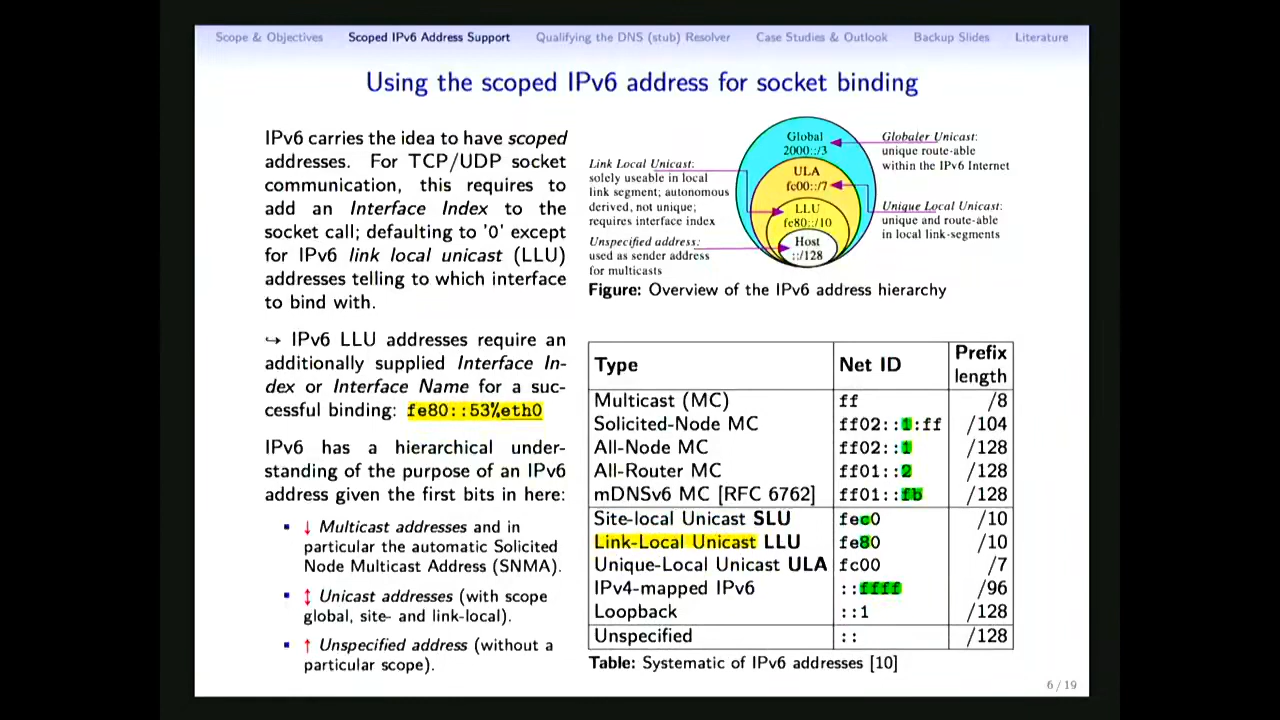 Scope & Objectives Scoped IPv6 Address Support Qualifying the DNS (stub) Resolver Case Studies & Outlook Backup Slides Literature
Using the scoped IPv6 address for socket binding
IPv6 carries the idea to have scoped
addresses. For TCP/UDP socket
communication, this requires to
add an Interface Index to the
socket call; defaulting to '0' except
for IPv6 link local unicast (LLU)
addresses telling to which interface
to bind with.
↪ IPv6 LLU addresses require an
additionally supplied Interface In-
dex or Interface Name for a suc-
cessful binding: fe80::53%eth0
IPv6 has a hierarchical under-
standing of the purpose of an IPv6
address given the first bits in here:
▪ ↓ Multicast addresses and in
particular the automatic Solicited
Node Multicast Address (SNMA).
▪ ↕ Unicast addresses (with scope
global, site- and link-local).
▪ ↑ Unspecified address (without a
particular scope).
Link Local Unicast:
solely useable in local
link segment; autonomous
derived, not unique;
requires interface index
Unspecified address:
used as sender address
for multicasts
Global
2000::/3
ULA
fc00::/7
LLU
fe80::/10
Host
::/128
Globaler Unicast:
unique route-able
within the IPv6 Internet
Unique Local Unicast:
unique and route-able
in local link-segments
Figure: Overview of the IPv6 address hierarchy
Type Net ID Prefix length
Multicast (MC) ff /8
Solicited-Node MC ff02::1:ff /104
All-Node MC ff02::1 /128
All-Router MC ff01::2 /128
mDNSv6 MC [RFC 6762] ff01::fb /128
Site-local Unicast SLU fec0 /10
Link-Local Unicast LLU fe80 /10
Unique-Local Unicast ULA fc00 /7
IPv4-mapped IPv6 ::ffff /96
Loopback ::1 /128
Unspecified :: /128
Table: Systematic of IPv6 addresses [10]
6 / 19